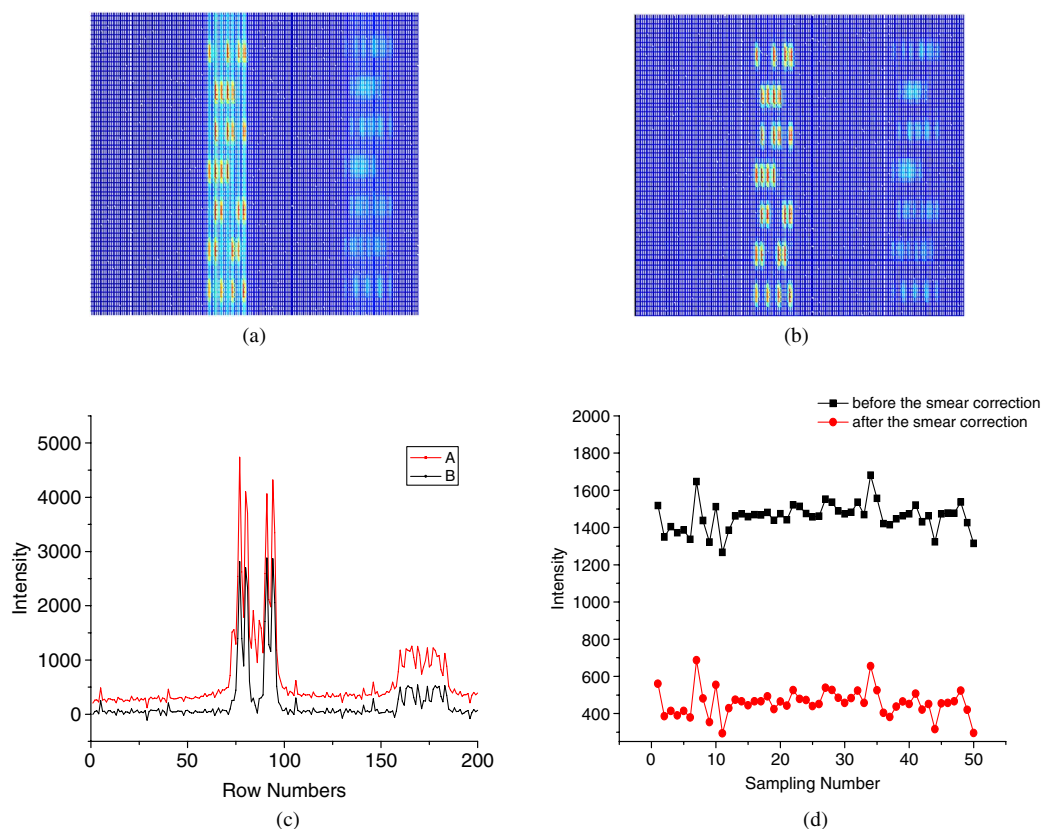 (a)
(b)
5000
4000
3000
2000
1000
0
Intensity
A
B
0
50
100
150
200
Row Numbers
(c)
before the smear correction
after the smear correction
2000
1800
1600
1400
1200
1000
800
600
400
Intensity
0
10
20
30
40
50
Sampling Number
(d)